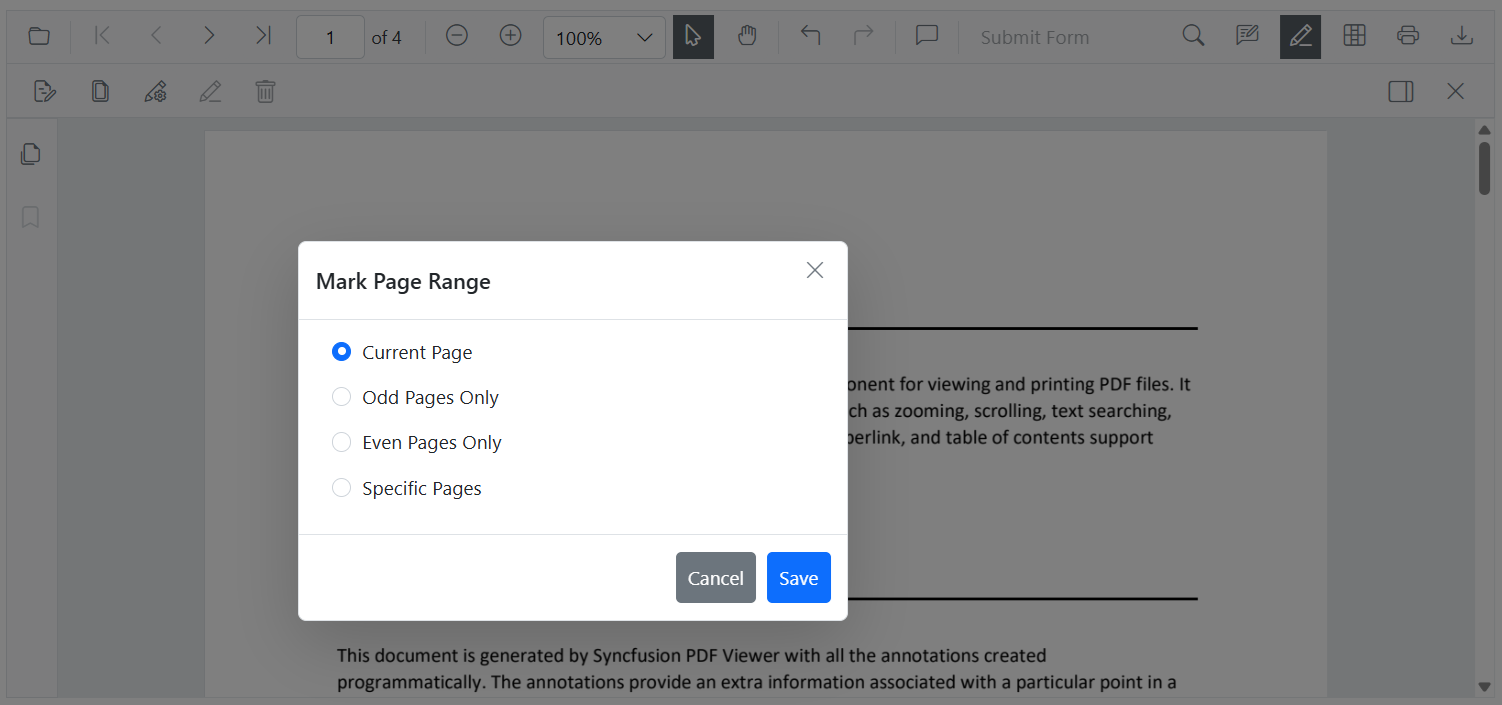 1 of 4 100% Submit Form
Mark Page Range
Current Page
Odd Pages Only
Even Pages Only
Specific Pages
Cancel Save
for viewing and printing PDF files. It
as zooming, scrolling, text searching,
and table of contents support
This document is generated by Syncfusion PDF Viewer with all the annotations created
programmatically. The annotations provide an extra information associated with a particular point in a